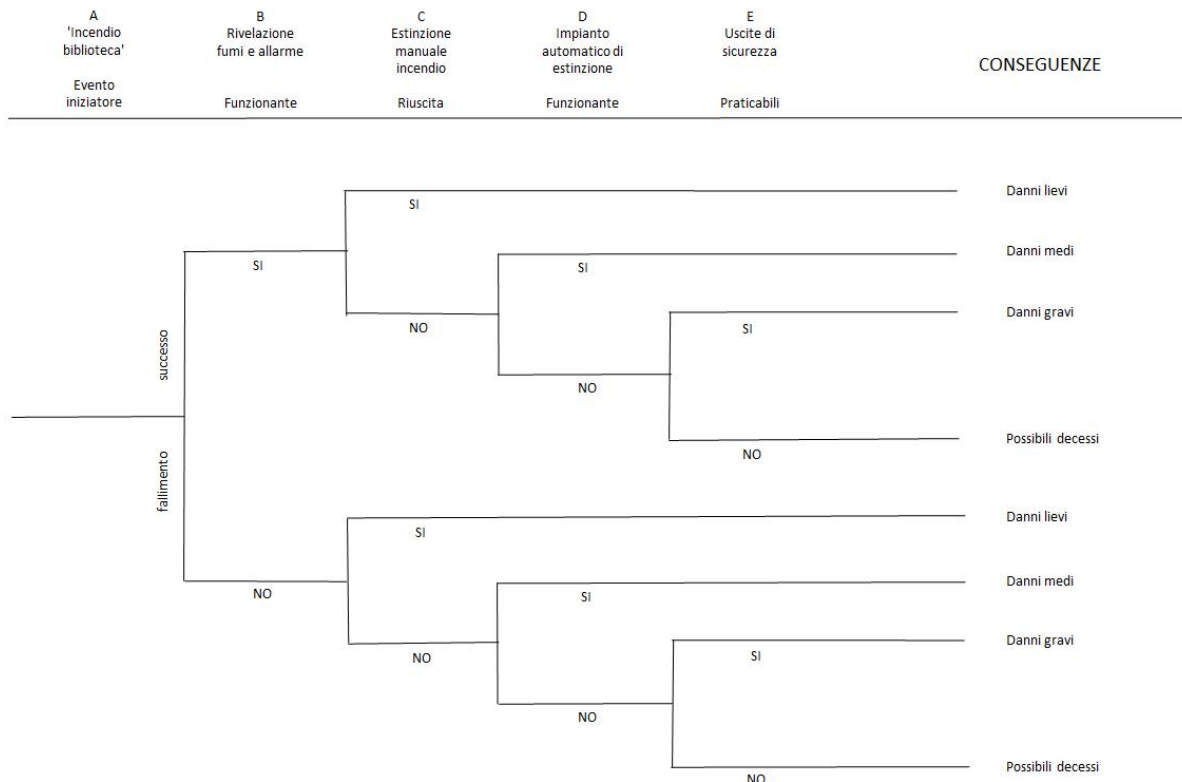 A
'Incendio
biblioteca'
Evento
iniziatore
B
Rivelazione
fumi e allarme
Funzionante
C
Estinzione
manuale
incendio
Riuscita
D
Impianto
automatico di
estinzione
Funzionante
E
Uscite di
sicurezza
Praticabili
CONSEGUENZE
SI
Danni lievi
SI
SI
Danni medi
NO
SI
Danni gravi
successo
NO
NO
Possibili decessi
fallimento
SI
Danni lievi
NO
SI
Danni medi
NO
SI
Danni gravi
NO
NO
Possibili decessi